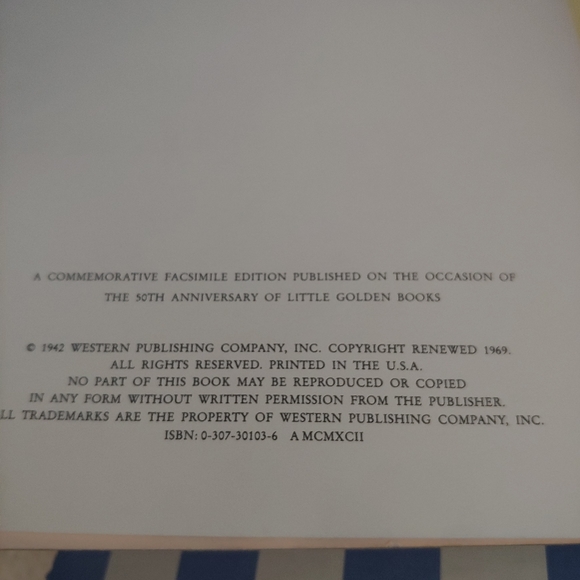 A COMMEMORATIVE FACSIMILE EDITION PUBLISHED ON THE OCCASION OF
THE 50TH ANNIVERSARY OF LITTLE GOLDEN BOOKS
© 1942 WESTERN PUBLISHING COMPANY, INC. COPYRIGHT RENEWED 1969.
ALL RIGHTS RESERVED. PRINTED IN THE U.S.A.
NO PART OF THIS BOOK MAY BE REPRODUCED OR COPIED
IN ANY FORM WITHOUT WRITTEN PERMISSION FROM THE PUBLISHER.
LL TRADEMARKS ARE THE PROPERTY OF WESTERN PUBLISHING COMPANY, INC.
ISBN: 0-307-30103-6 A MCMXCII